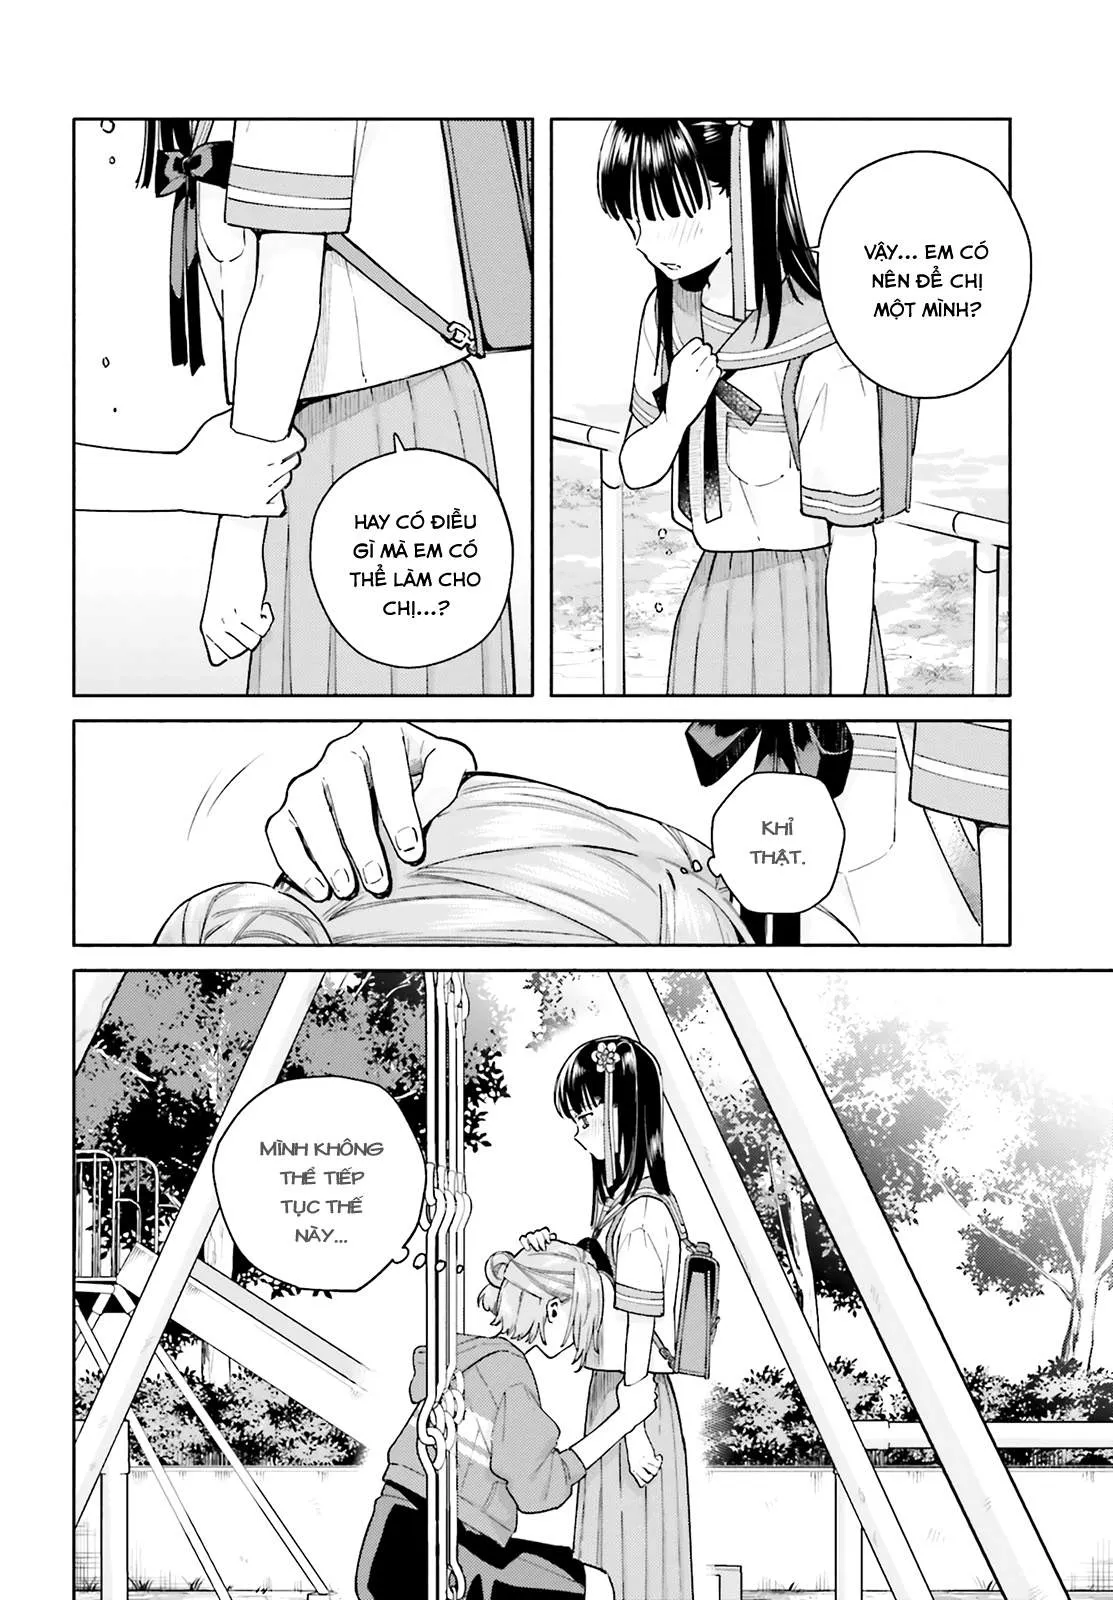 VẬY... EM CÓ
NÊN ĐỂ CHỊ
MỘT MÌNH?
HAY CÓ ĐIỀU
GÌ MÀ EM CÓ
THỂ LÀM CHO
CHỊ...?
KHỈ
THẬT.
MÌNH KHÔNG
THỂ TIẾP
TỤC THẾ
NÀY...